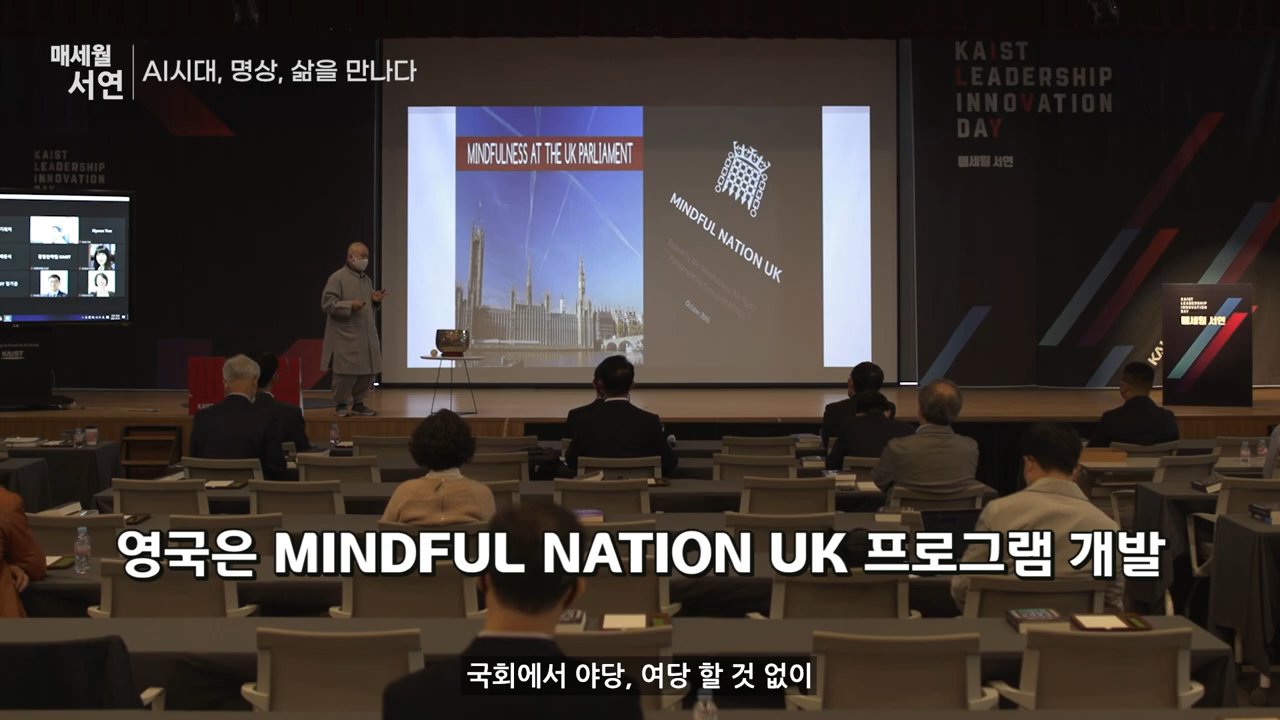 매세월
서연
AI시대, 명상, 삶을 만나다
KAIST
LEADERSHIP
INNOVATION
DAY
매세월 서연
KAIST
LEADERSHIP
INNOVATION
MINDFULNESS AT THE UK PARLIAMENT
MINDFUL NATION UK
October 2015
KAIST
LEADERSHIP
INNOVATION
DAY
매세월 서연
KAIST
영국은 MINDFUL NATION UK 프로그램 개발
국회에서 야당, 여당 할 것 없이